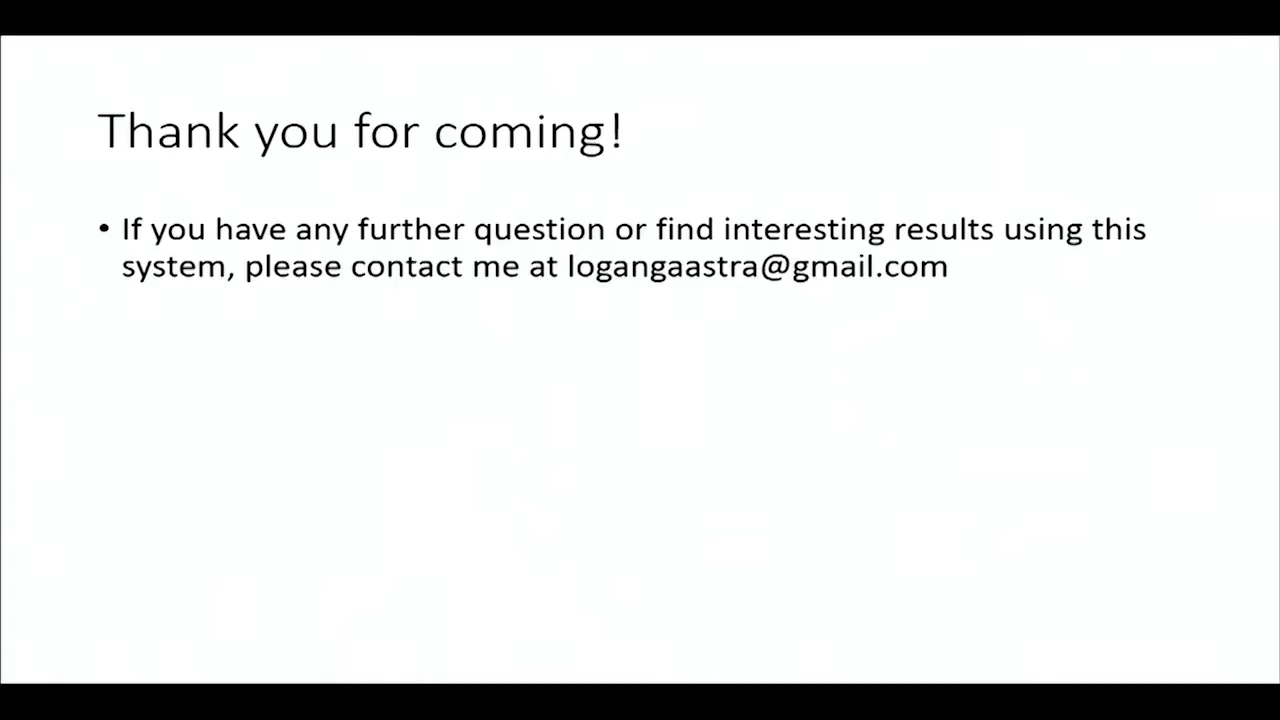 Thank you for coming!
• If you have any further question or find interesting results using this
system, please contact me at logangaastra@gmail.com